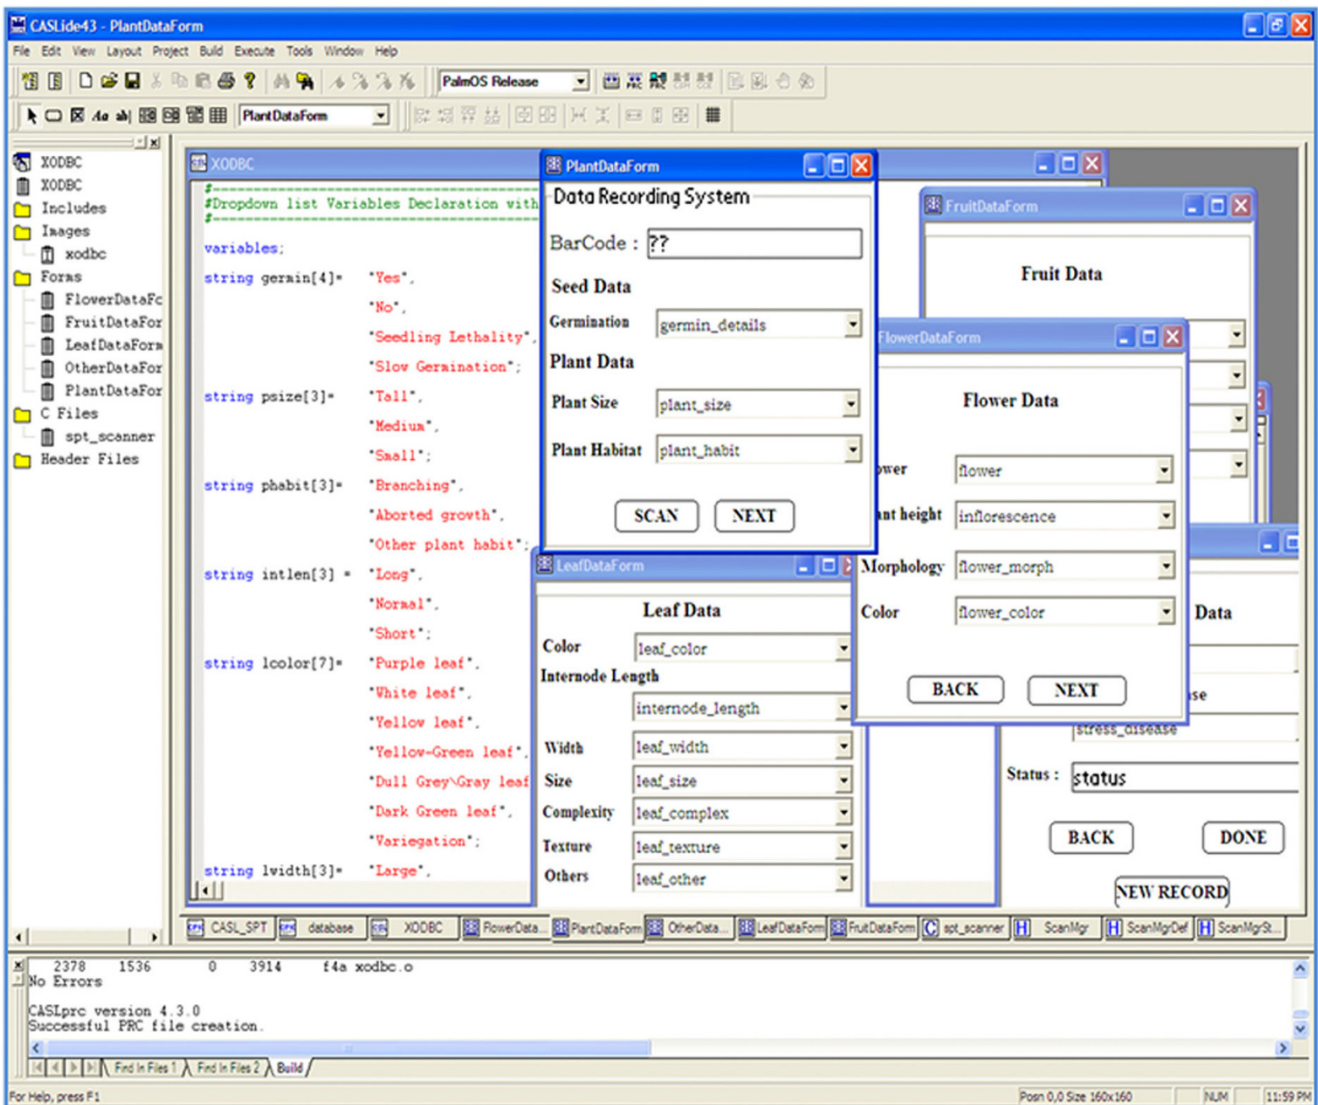 CASLide43 - PlantDataForm
File Edit View Layout Project Build Execute Tools Window Help
PalmOS Release
PlantDataForm
XODBC
XODBC
Includes
Images
xodbc
Forms
FlowerDataFo
FruitDataFor
LeafDataForm
OtherDataFor
PlantDataFor
C Files
spt_scanner
Header Files
XODBC
#Dropdown list Variables Declaration with
variables;
string germin[4]= "Yes",
"No",
"Seedling Lethality",
"Slow Germination";
string psize[3]= "Tall",
"Medium",
"Small";
string phabit[3]= "Branching",
"Aborted growth",
"Other plant habit";
string intlen[3] = "Long",
"Normal",
"Short";
string lcolor[7]= "Purple leaf",
"White leaf",
"Yellow leaf",
"Yellow-Green leaf",
"Dull Grey\Gray leaf
"Dark Green leaf",
"Variegation";
string lwidth[3]= "Large",
PlantDataForm
Data Recording System
BarCode : ??
Seed Data
Germination germin_details
Plant Data
Plant Size plant_size
Plant Habitat plant_habit
SCAN NEXT
FruitDataForm
Fruit Data
FlowerDataForm
Flower Data
ower flower
ant height inflorescence
Morphology flower_morph
Color flower_color
BACK NEXT
LeafDataForm
Leaf Data
Color leaf_color
Internode Length
internode_length
Width leaf_width
Size leaf_size
Complexity leaf_complex
Texture leaf_texture
Others leaf_other
Data
se
stress_disease
Status : status
BACK DONE
NEW RECORD
CASL_SPT database XODBC FlowerData... PlantDataForm OtherData... LeafDataForm FruitDataForm spt_scanner ScanMgr ScanMgrDef ScanMgrSt...
2378 1536 0 3914 f4a xodbc.o
No Errors
CASLprc version 4.3.0
Successful PRC file creation.
Find In Files 1 Find In Files 2 Build
For Help, press F1 Posn 0,0 Size 160x160 NUM 11:59 PM